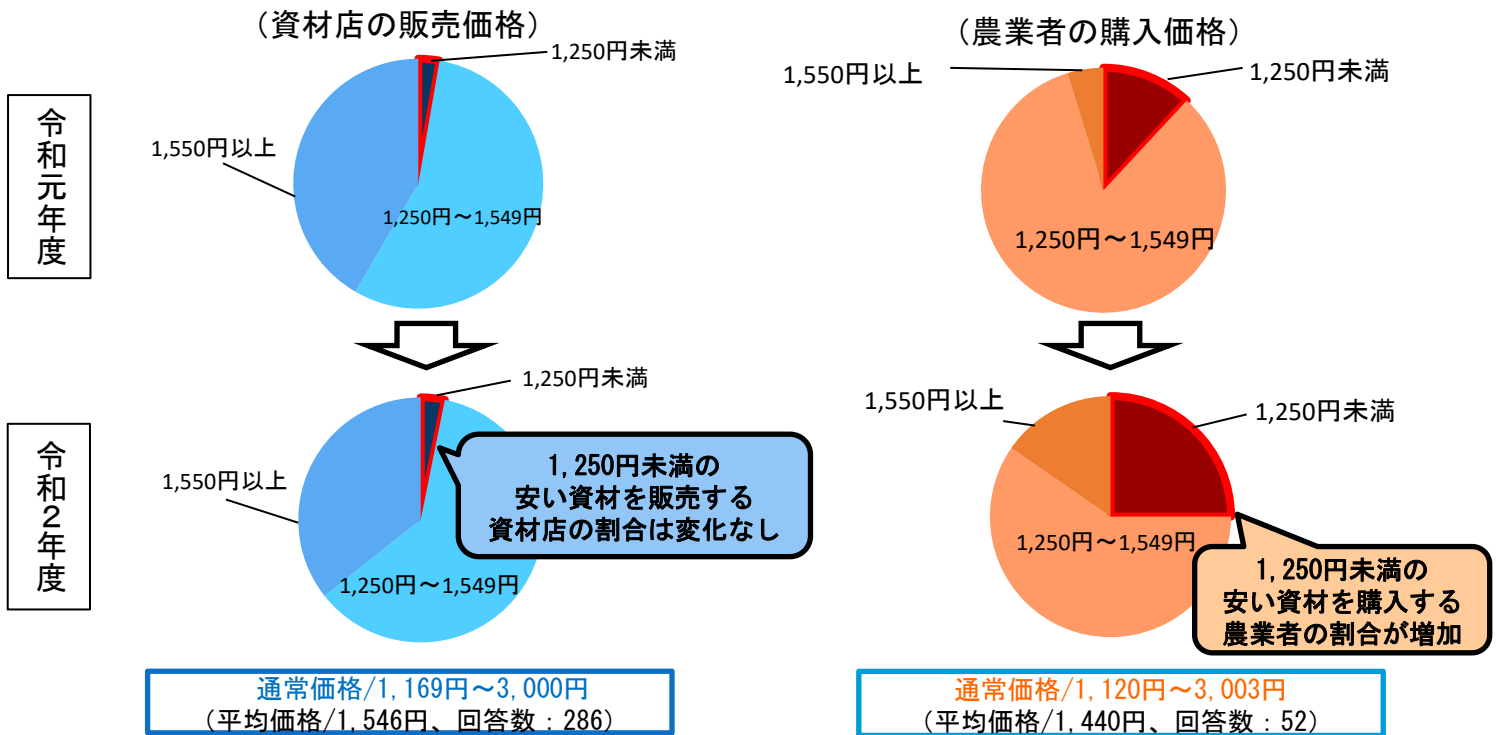 （資材店の販売価格）
1,250円未満
1,550円以上
1,250円～1,549円
（農業者の購入価格）
1,550円以上
1,250円未満
1,250円～1,549円
令和元年度
令和２年度
1,250円未満
1,550円以上
1,250円～1,549円
1,250円未満の
安い資材を販売する
資材店の割合は変化なし
1,550円以上
1,250円未満
1,250円～1,549円
1,250円未満の
安い資材を購入する
農業者の割合が増加
通常価格/1,169円～3,000円
（平均価格/1,546円、回答数：286）
通常価格/1,120円～3,003円
（平均価格/1,440円、回答数：52）